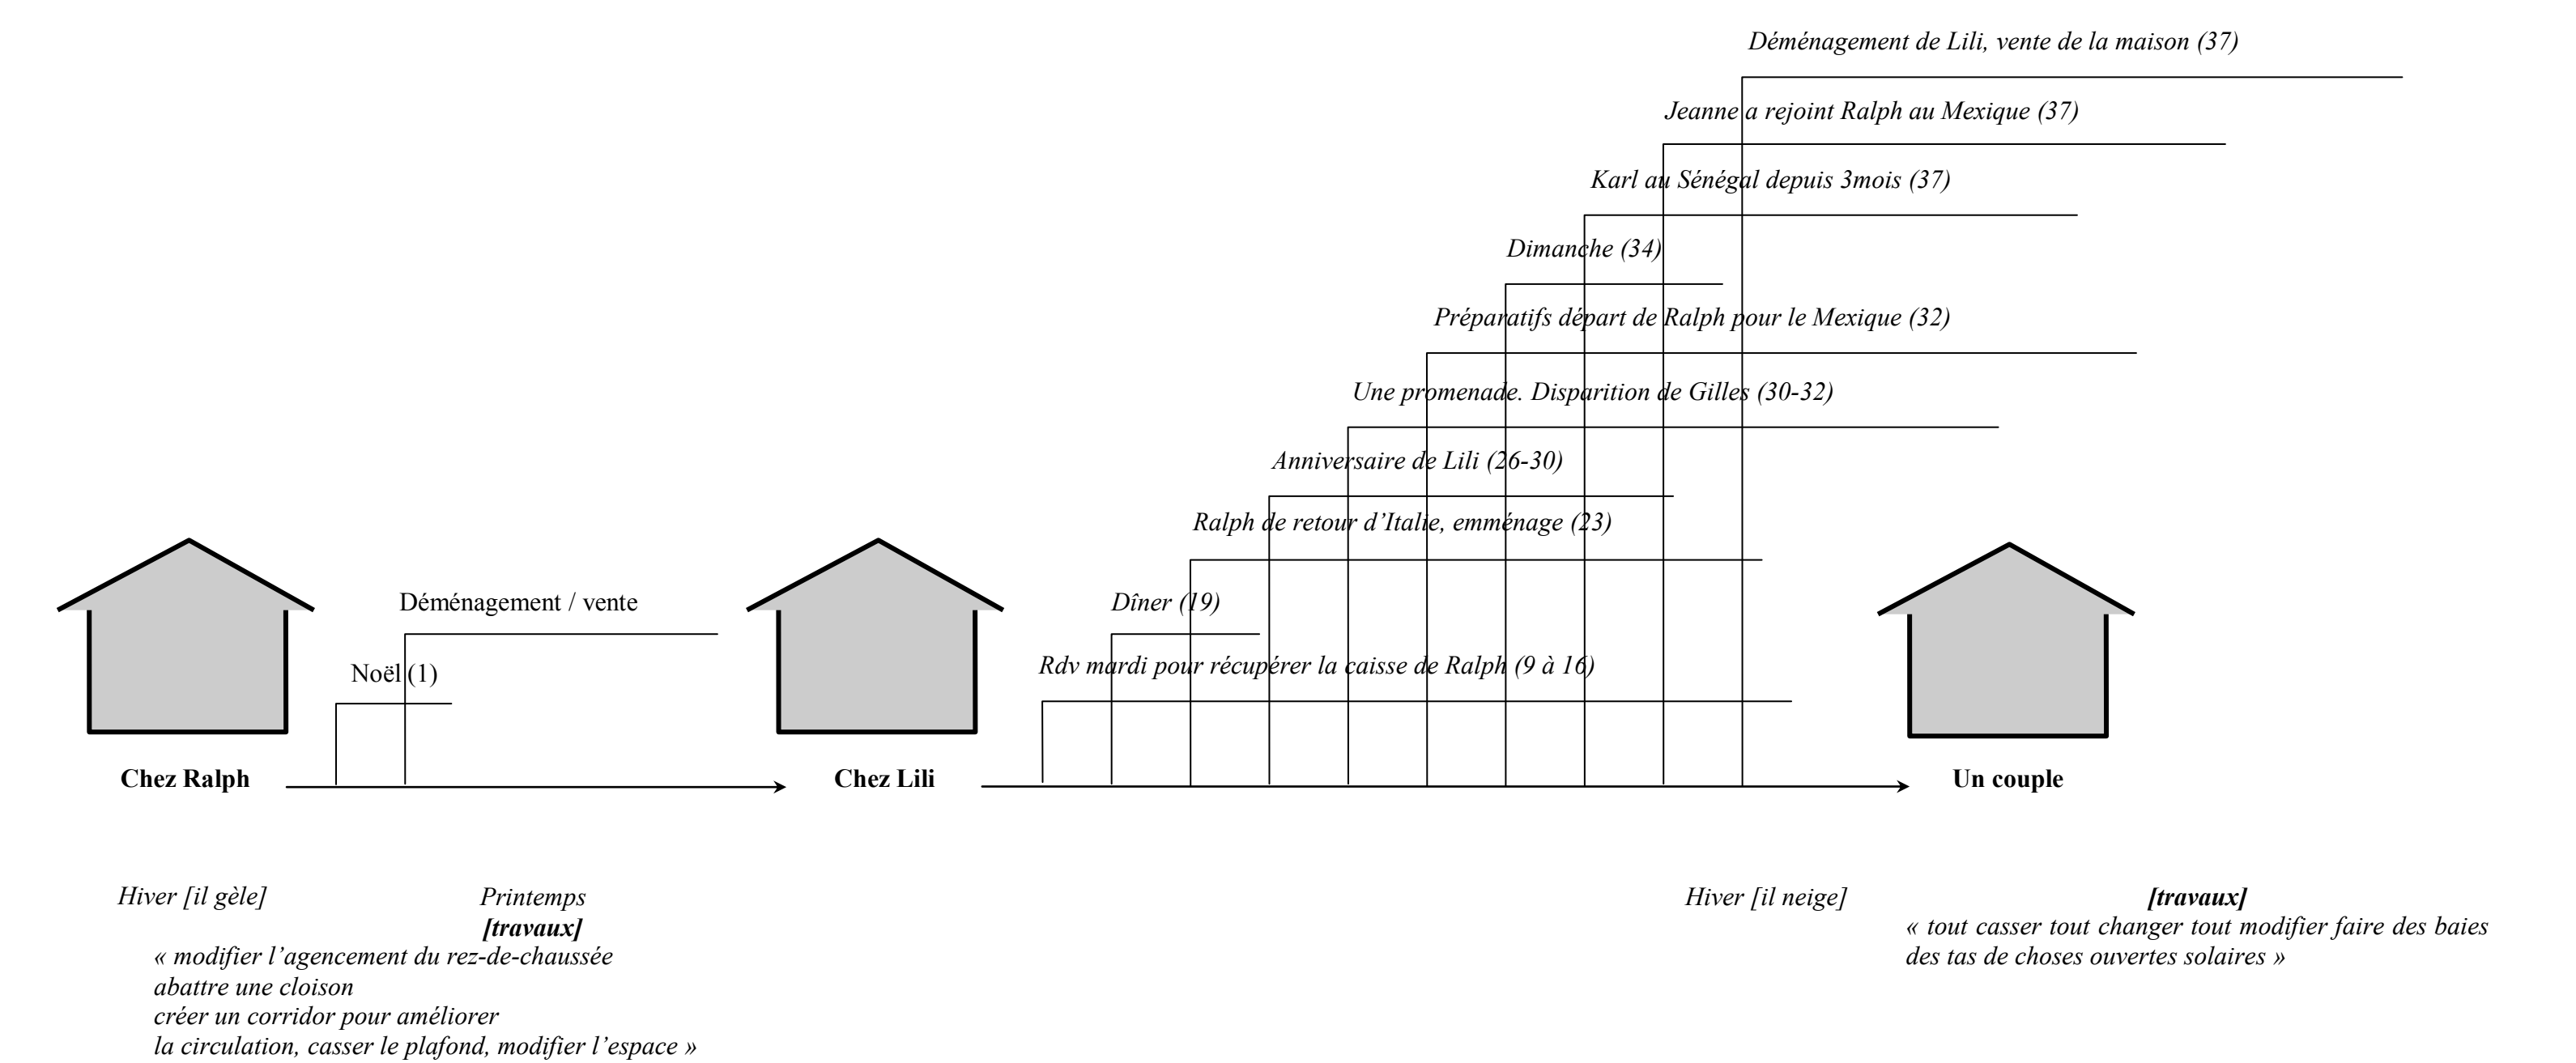 Déménagement de Lili, vente de la maison (37)
Jeanne a rejoint Ralph au Mexique (37)
Karl au Sénégal depuis 3mois (37)
Dimanche (34)
Préparatifs départ de Ralph pour le Mexique (32)
Une promenade. Disparition de Gilles (30-32)
Anniversaire de Lili (26-30)
Ralph de retour d’Italie, emménage (23)
Déménagement / vente
Dîner (19)
Noël (1)
Rdv mardi pour récupérer la caisse de Ralph (9 à 16)
Chez Ralph
Chez Lili
Un couple
Hiver [il gèle]
Printemps
[travaux]
« modifier l’agencement du rez-de-chaussée
abattre une cloison
créer un corridor pour améliorer
la circulation, casser le plafond, modifier l’espace »
Hiver [il neige]
[travaux]
« tout casser tout changer tout modifier faire des baies
des tas de choses ouvertes solaires »